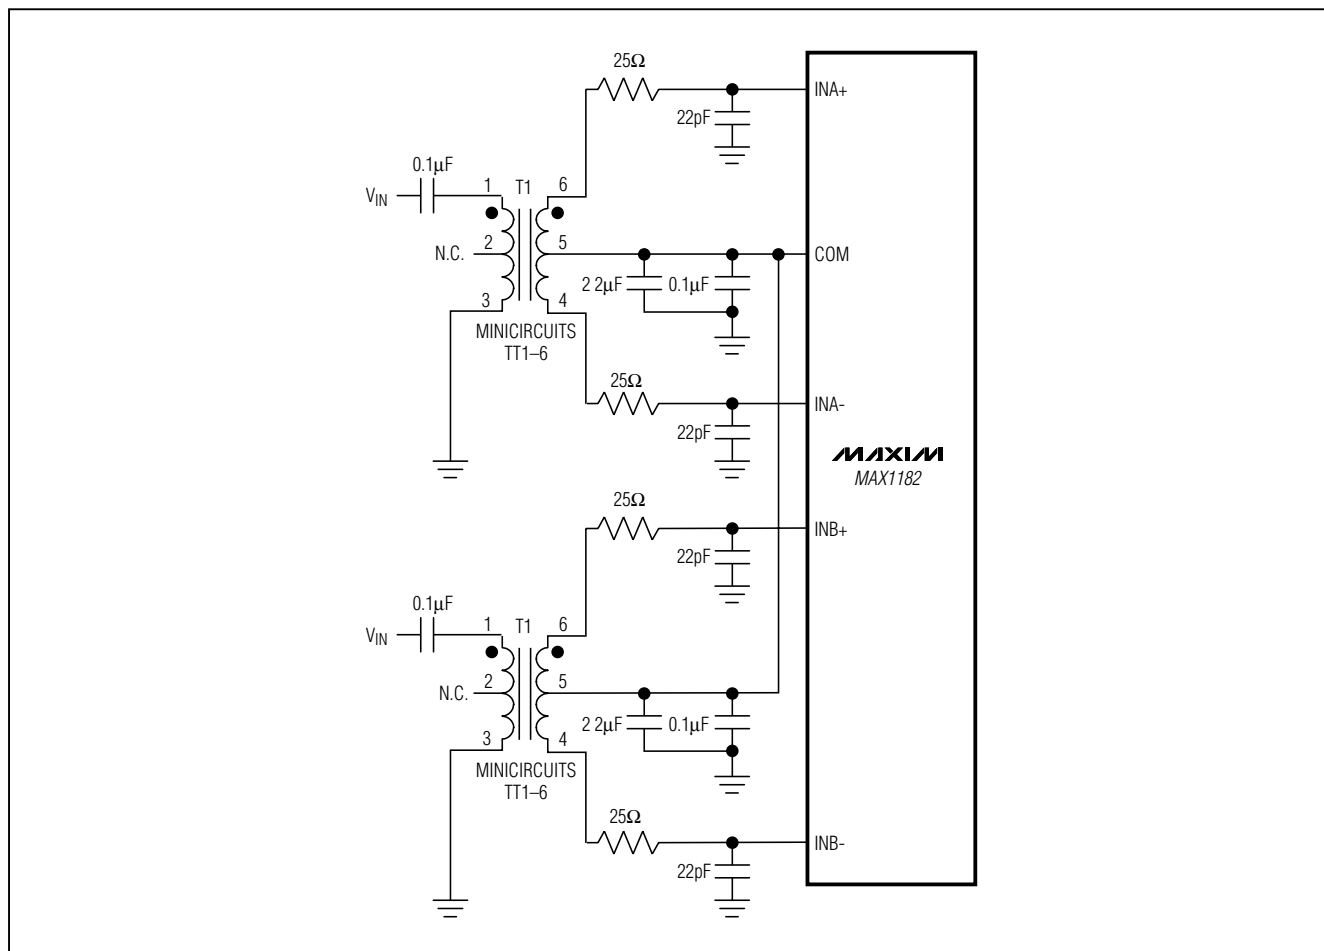 25Ω
INA+
22pF
0.1μF
V_IN
1
T1
6
N.C.
2
5
COM
2 2μF
0.1μF
3
4
MINICIRCUITS
TT1–6
25Ω
INA-
22pF
MAXIM
MAX1182
25Ω
INB+
22pF
0.1μF
V_IN
1
T1
6
N.C.
2
5
2 2μF
0.1μF
3
4
MINICIRCUITS
TT1–6
25Ω
INB-
22pF